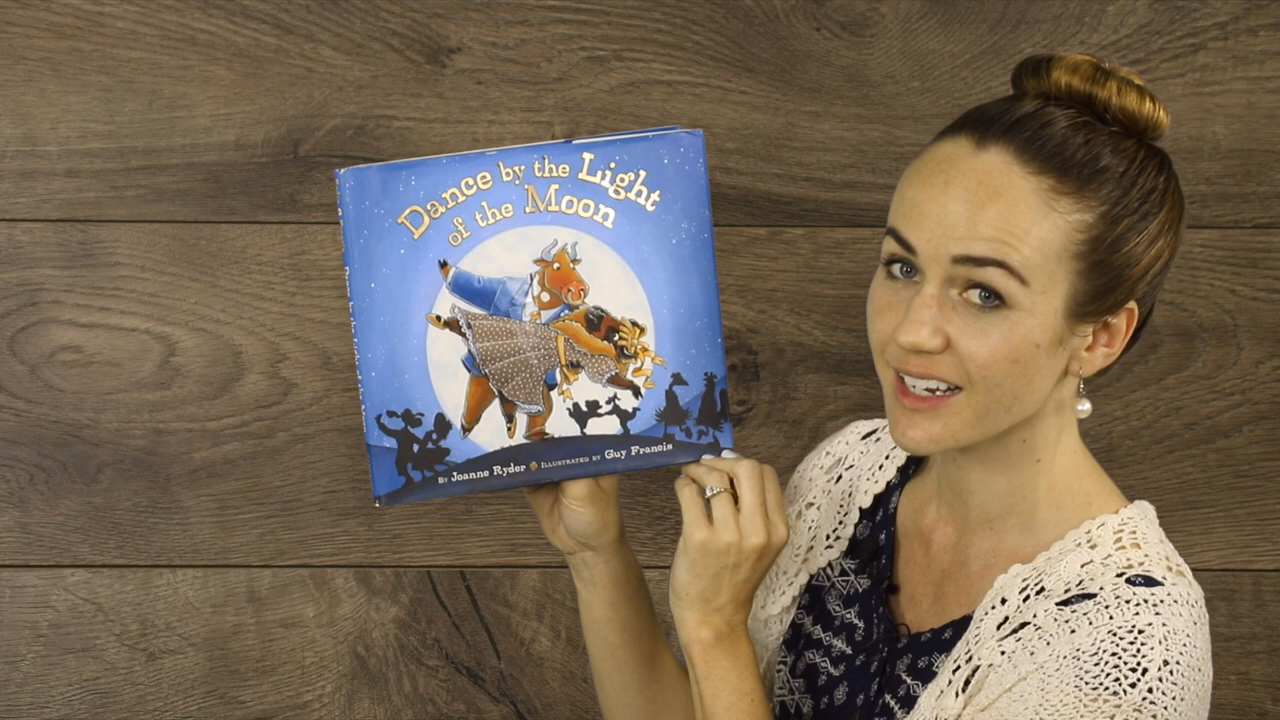 Dance by the Light
of the Moon
By Joanne Ryder Illustrated by Guy Francis